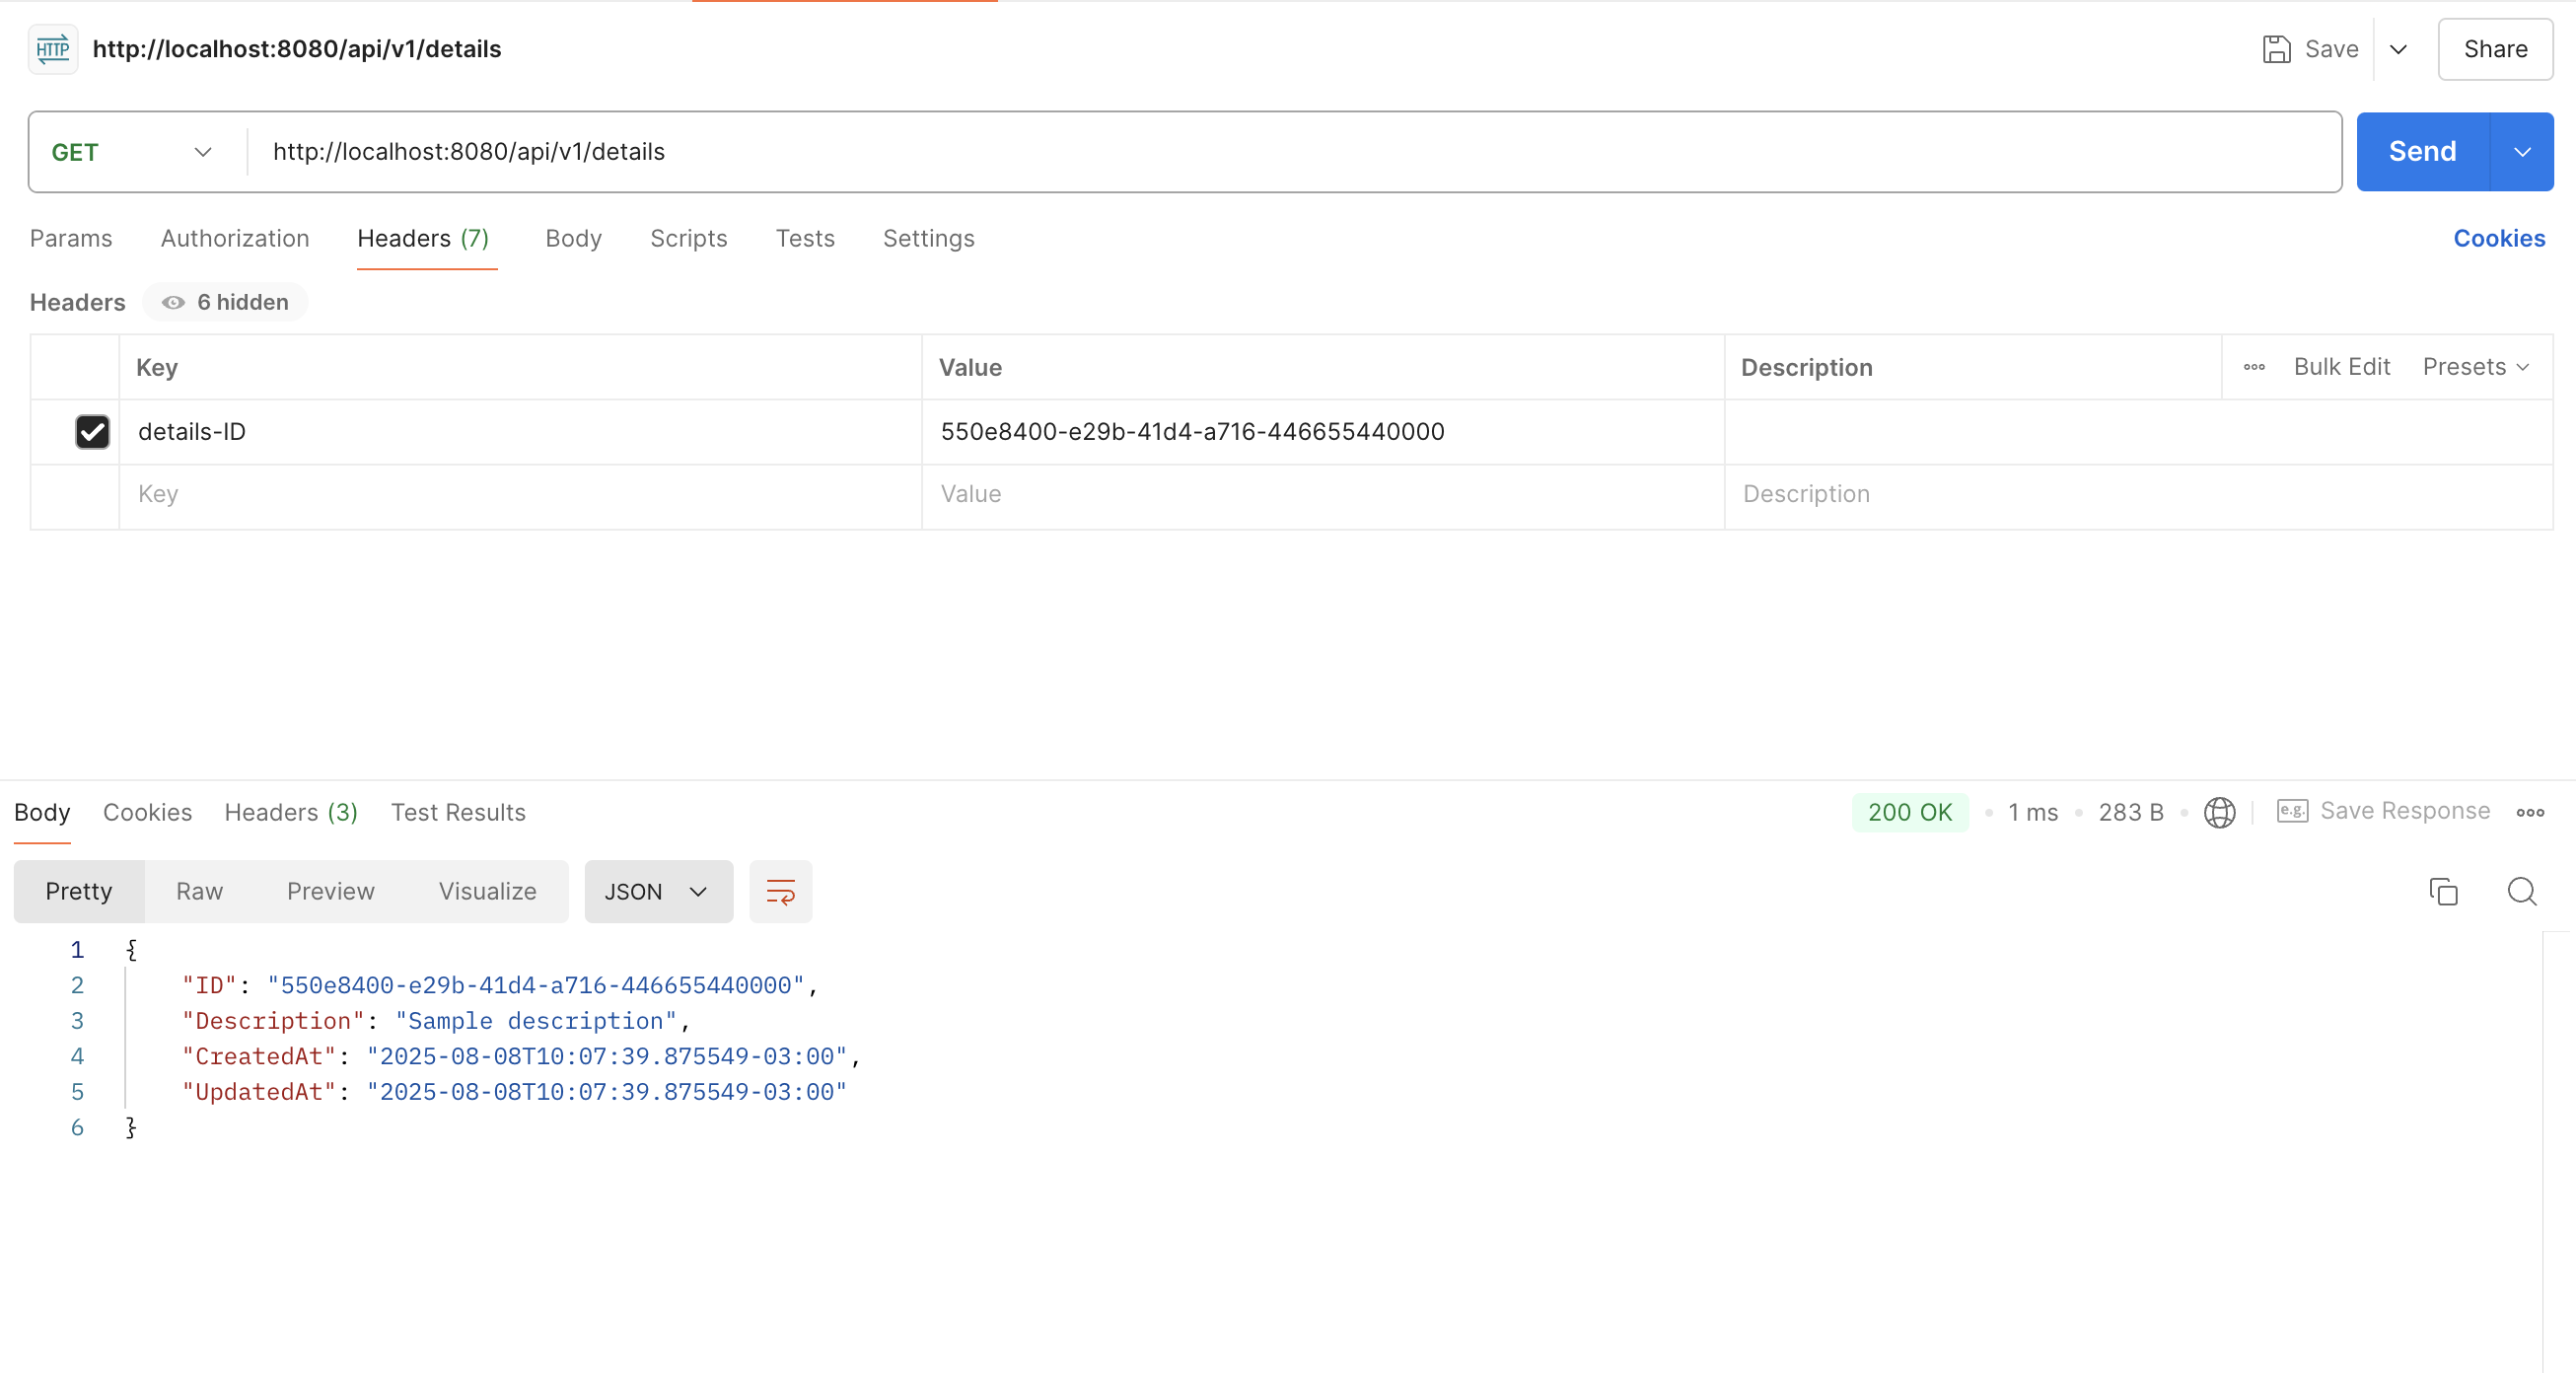 HTTP http://localhost:8080/api/v1/details Save Share
GET http://localhost:8080/api/v1/details Send
Params Authorization Headers (7) Body Scripts Tests Settings Cookies
Headers 6 hidden
Key Value Description Bulk Edit Presets
details-ID 550e8400-e29b-41d4-a716-446655440000
Key Value Description
Body Cookies Headers (3) Test Results 200 OK • 1 ms • 283 B • e.g. Save Response
Pretty Raw Preview Visualize JSON
1 {
2 "ID": "550e8400-e29b-41d4-a716-446655440000",
3 "Description": "Sample description",
4 "CreatedAt": "2025-08-08T10:07:39.875549-03:00",
5 "UpdatedAt": "2025-08-08T10:07:39.875549-03:00"
6 }